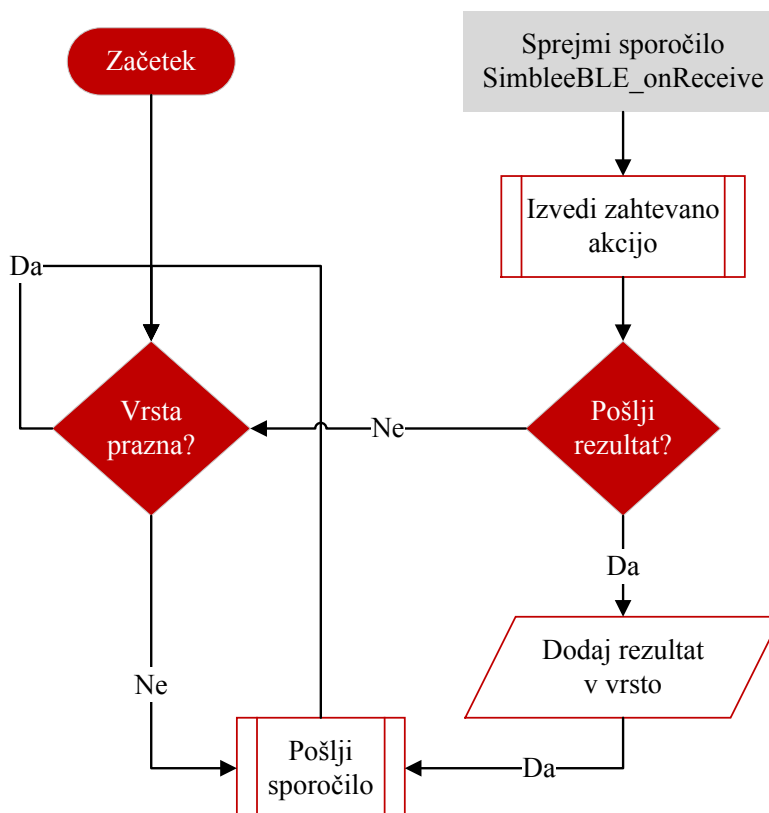 Začetek
Sprejmi sporočilo
SimbleeBLE_onReceive
Izvedi zahtevano
akcijo
Da
Vrsta
prazna?
Ne
Pošlji
rezultat?
Da
Dodaj rezultat
v vrsto
Ne
Pošlji
sporočilo
Da